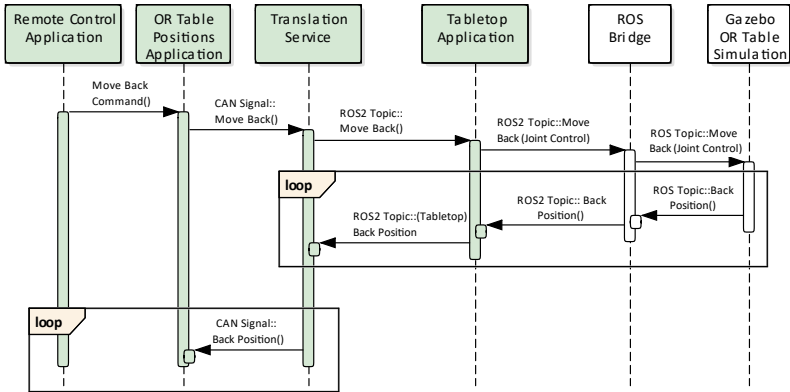 Remote Control
Application
OR Table
Positions
Application
Translation
Service
Tabletop
Application
ROS
Bridge
Gazebo
OR Table
Simulation
Move Back
Command()
CAN Signal::
Move Back()
ROS2 Topic::
Move Back()
ROS2 Topic::Move
Back (Joint Control)
ROS Topic::Move
Back (Joint Control)
loop
ROS Topic::Back
Position()
ROS2 Topic:: Back
Position()
ROS2 Topic::(Tabletop)
Back Position
loop
CAN Signal::
Back Position()